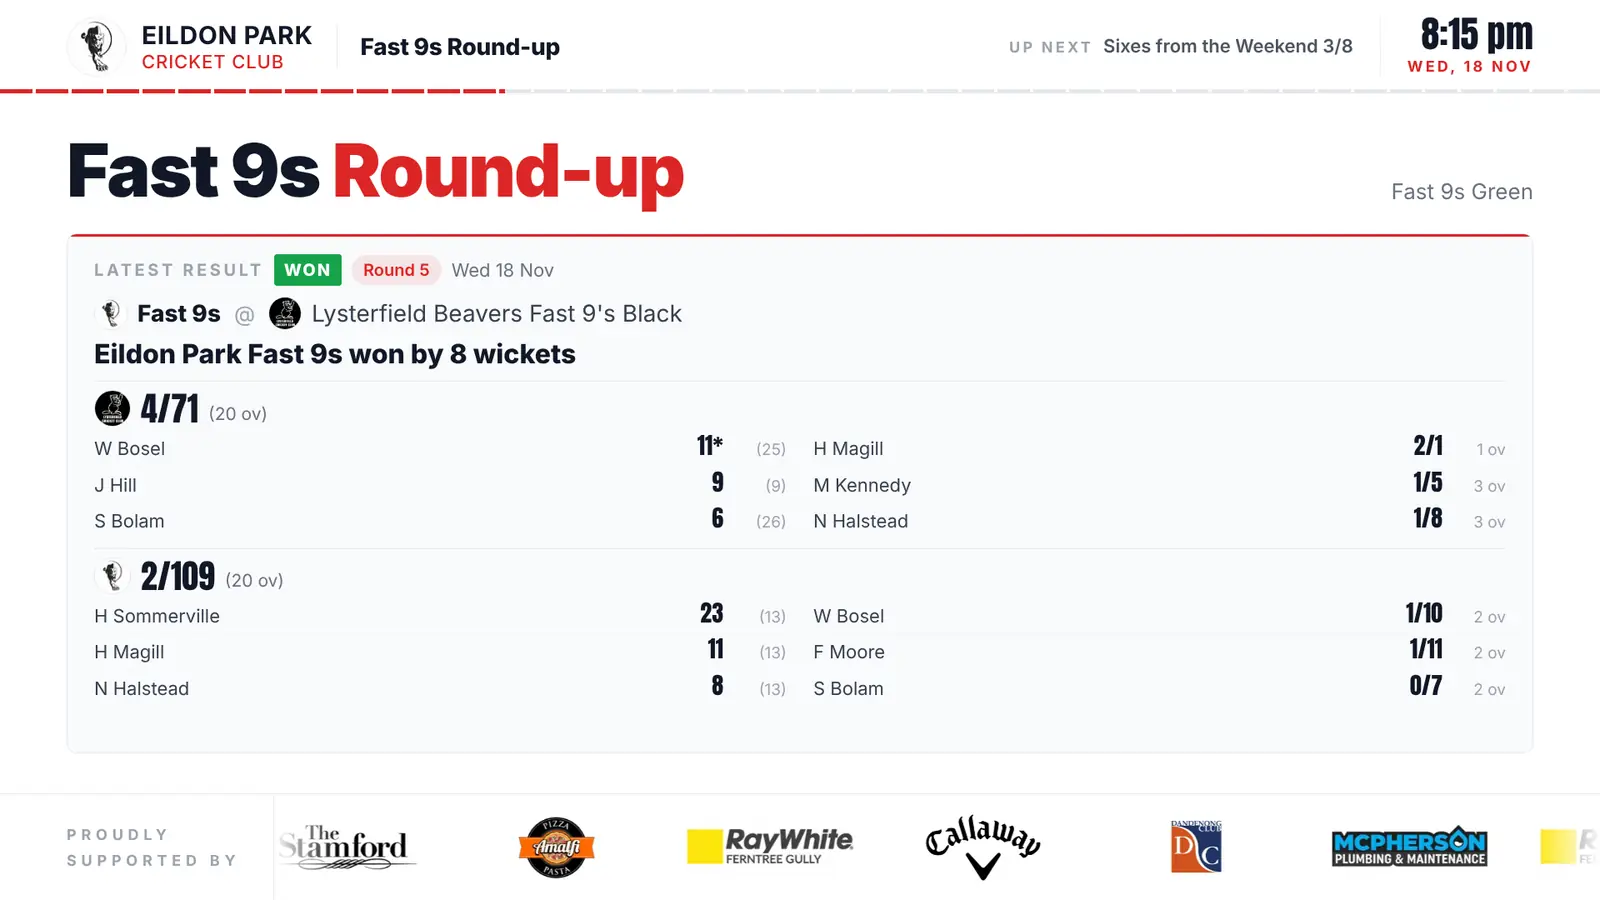 EILDON PARK
CRICKET CLUB
Fast 9s Round-up
UP NEXT Sixes from the Weekend 3/8
8:15 pm
WED, 18 NOV
Fast 9s Round-up
Fast 9s Green
LATEST RESULT WON Round 5 Wed 18 Nov
Fast 9s @ Lysterfield Beavers Fast 9's Black
Eildon Park Fast 9s won by 8 wickets
4/71 (20 ov)
W Bosel 11* (25) H Magill 2/1 1 ov
J Hill 9 (9) M Kennedy 1/5 3 ov
S Bolam 6 (26) N Halstead 1/8 3 ov
2/109 (20 ov)
H Sommerville 23 (13) W Bosel 1/10 2 ov
H Magill 11 (13) F Moore 1/11 2 ov
N Halstead 8 (13) S Bolam 0/7 2 ov
PROUDLY
SUPPORTED BY
The
Stamford
PIZZA
Amalfi
PASTA
RayWhite
FERNTREE GULLY
Callaway
DANDENONG
CLUB
DC
MCPHERSON
PLUMBING & MAINTENANCE